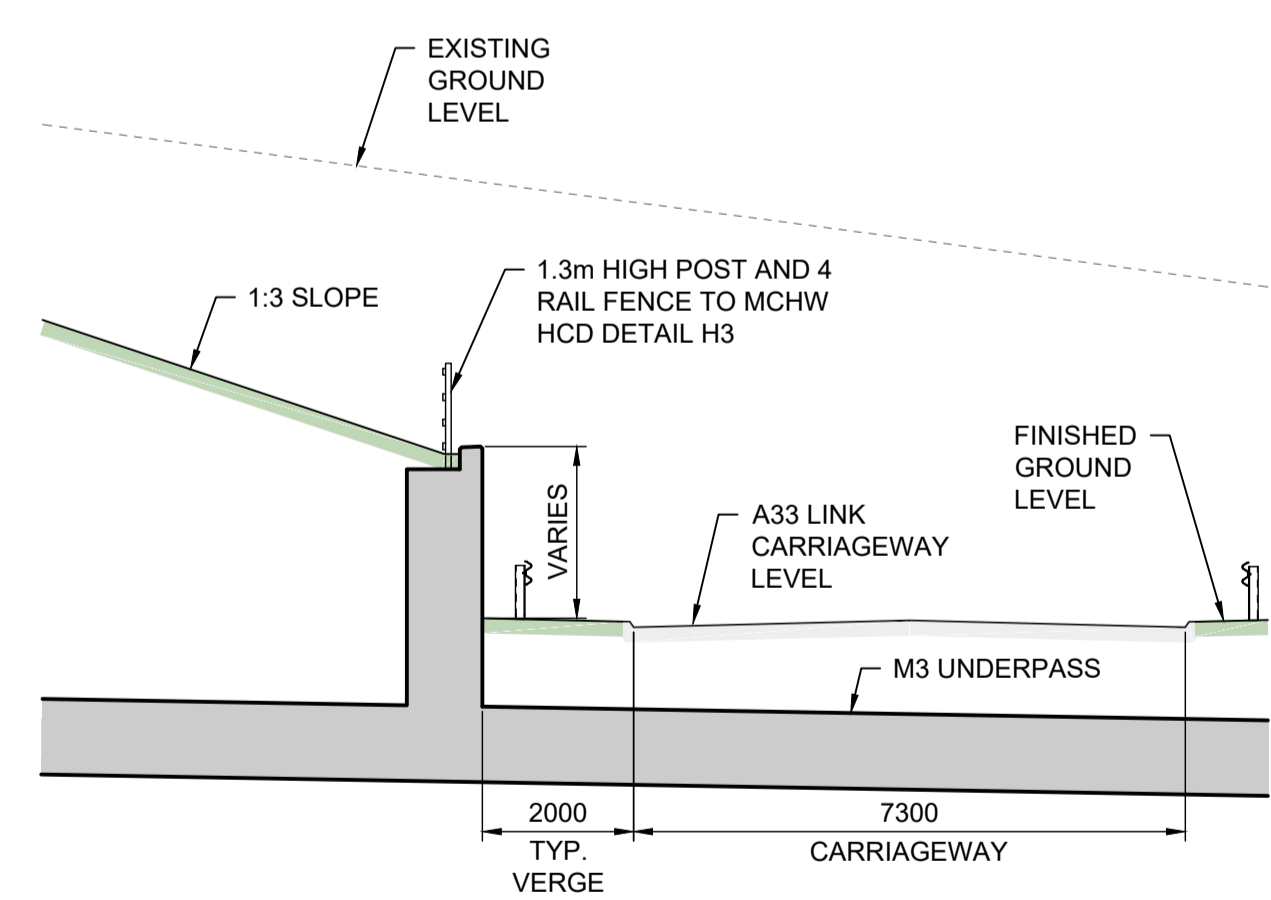 EXISTING
GROUND
LEVEL
1.3m HIGH POST AND 4
RAIL FENCE TO MCHW
HCD DETAIL H3
1:3 SLOPE
FINISHED
GROUND
LEVEL
VARIES
A33 LINK
CARRIAGEWAY
LEVEL
M3 UNDERPASS
2000
TYP.
VERGE
7300
CARRIAGEWAY